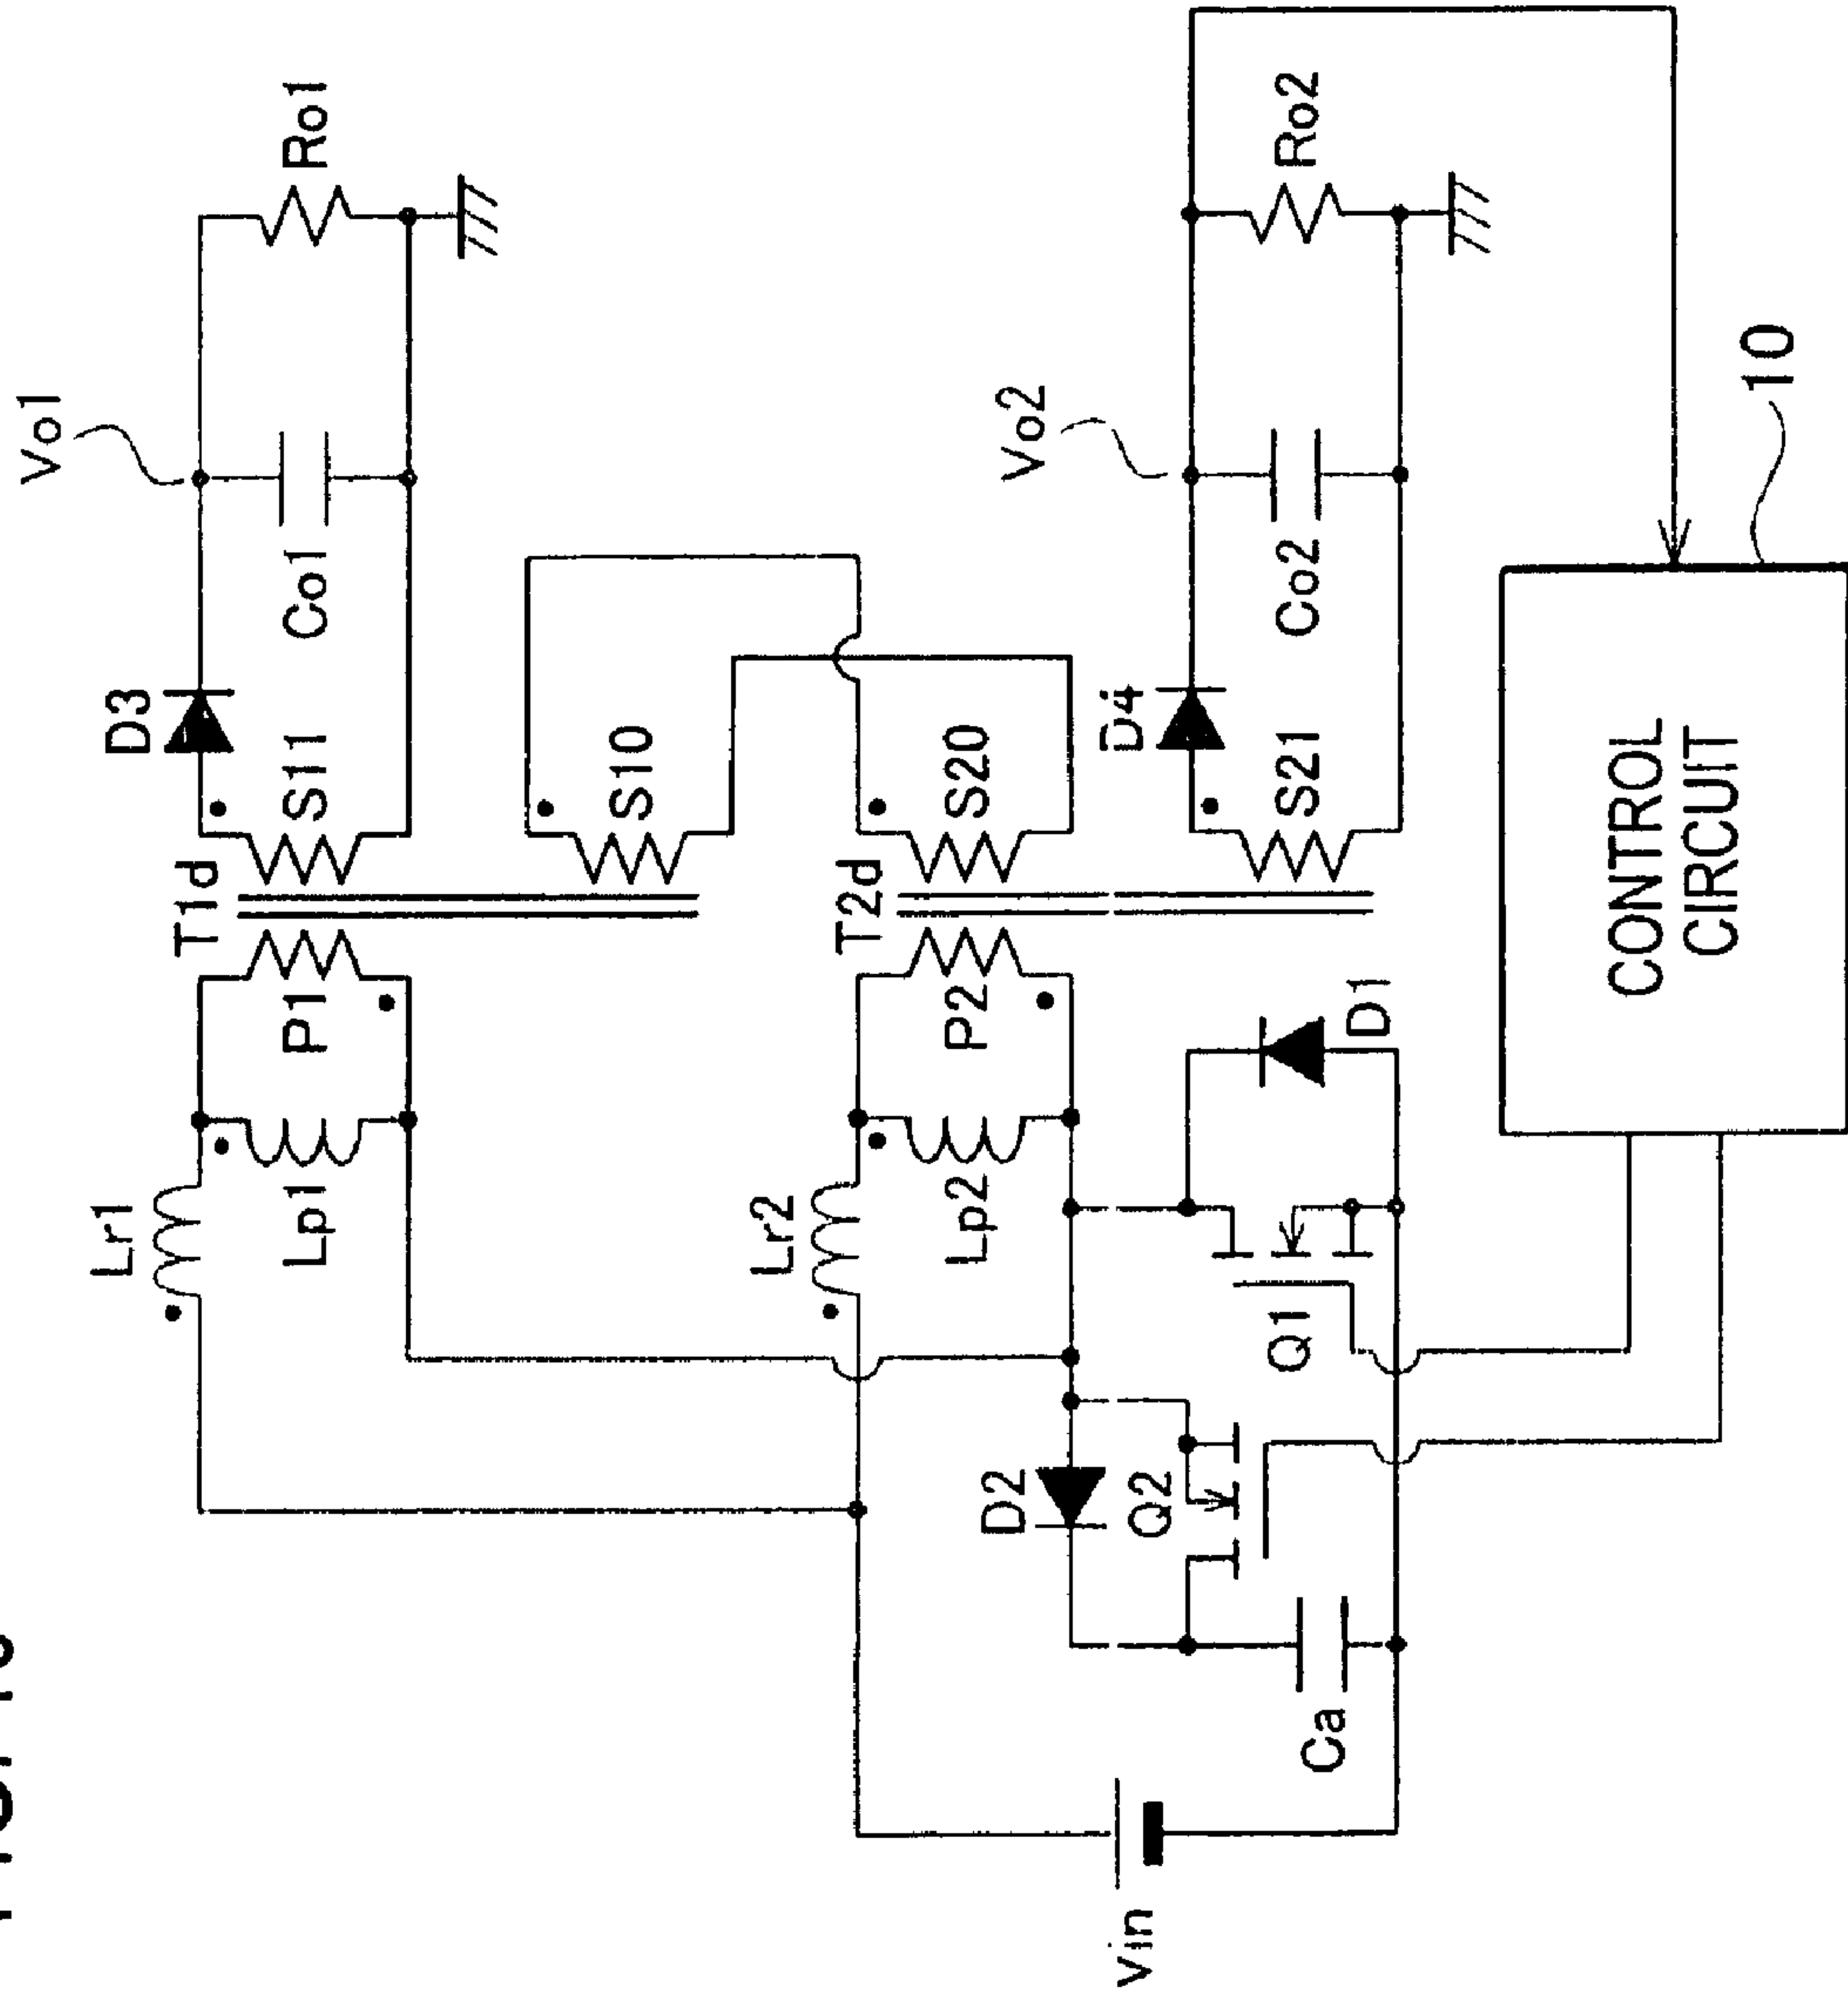 Vo1
D3
Co1
Ro1
T1d
S11
Lr1
Lp1
P1
S10
Vo2
T2d
S20
D4
Co2
Ro2
Lr2
Lp2
P2
S21
D2
Q2
Q1
D1
Vin
Ca
CONTROL
CIRCUIT
10